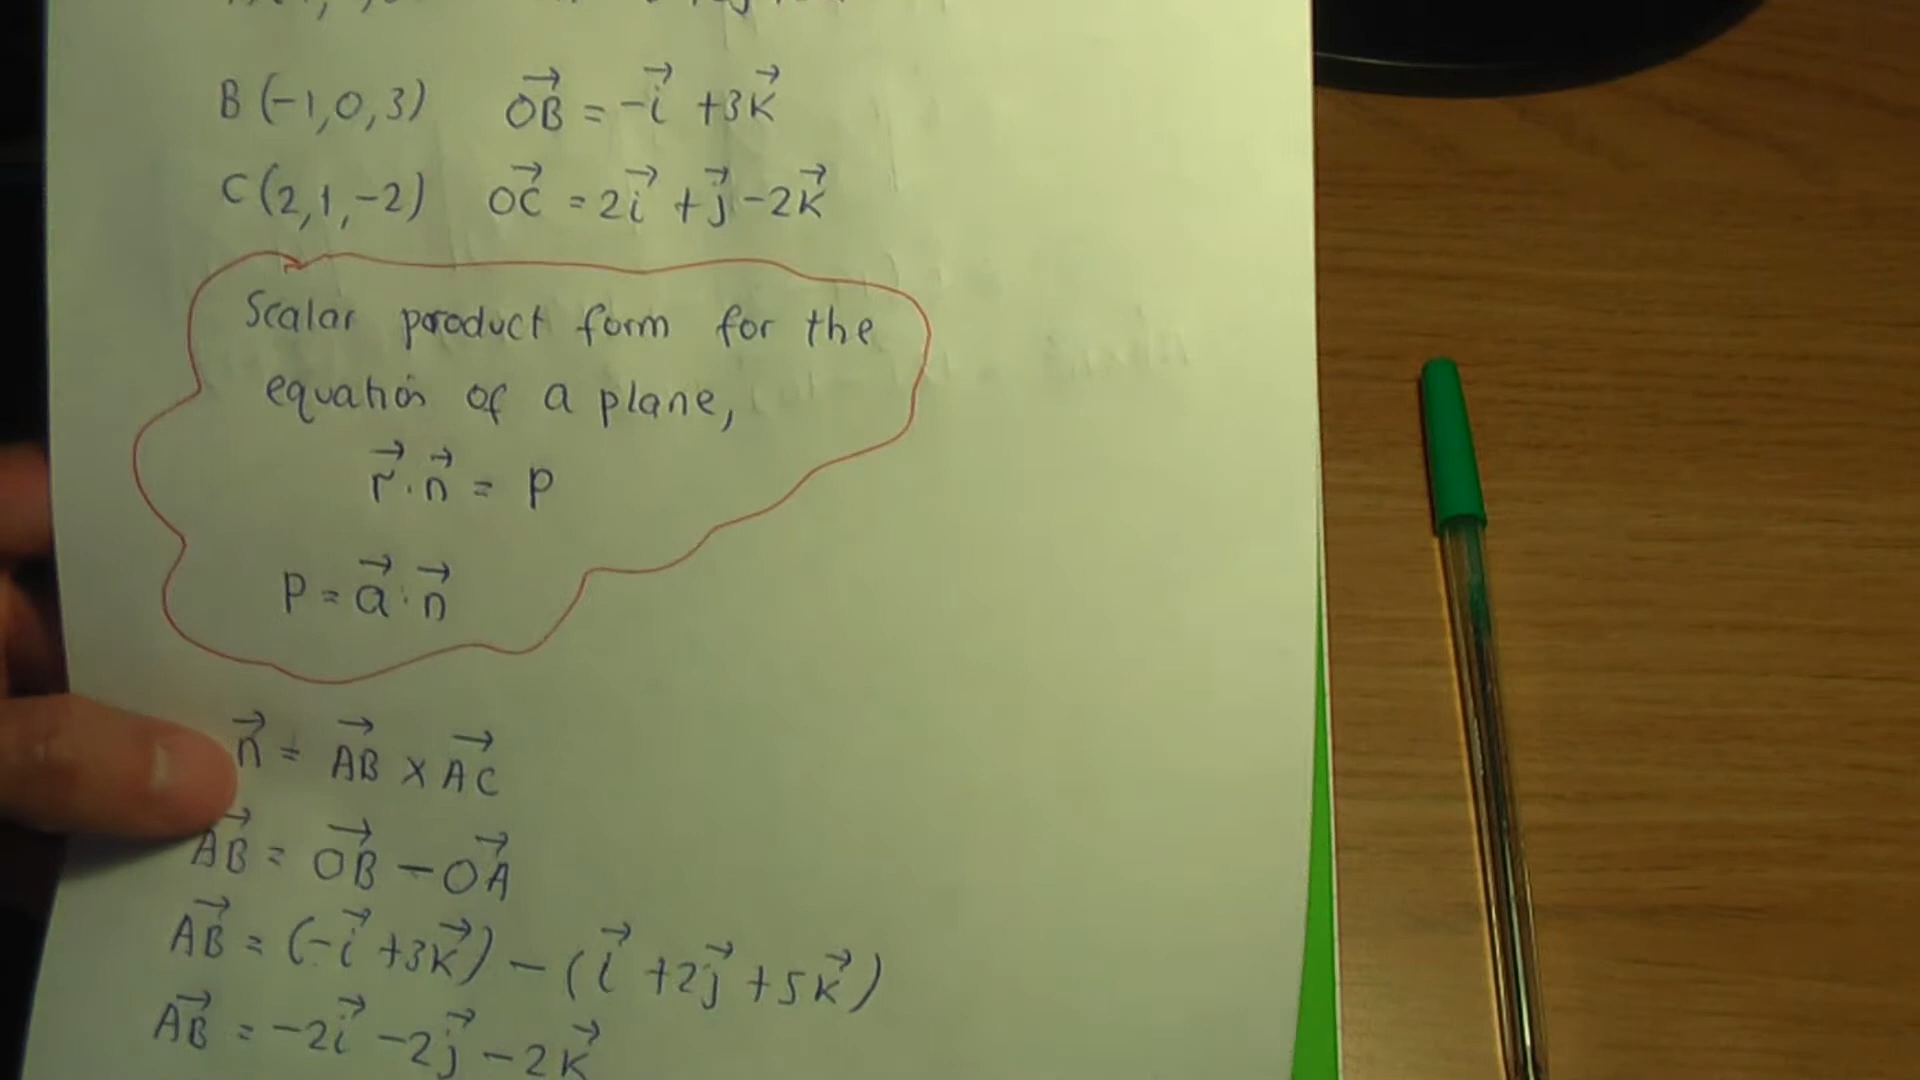 B(-1,0,3) →OB = -→i +3→k
C(2,1,-2) →OC = 2→i +→j -2→k
Scalar product form for the
equation of a plane,
→r.→n = p
p = →a.→n
→n = →AB × →AC
→AB = →OB - →OA
→AB = (-→i +3→k) - (→i +2→j +5→k)
→AB = -2→i -2→j -2→k